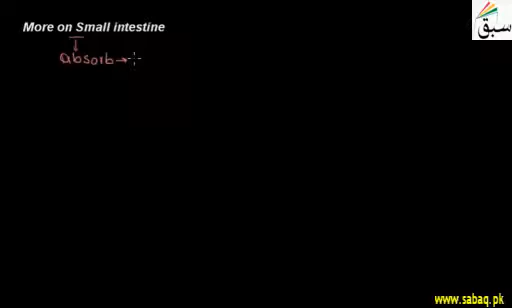 More on Small intestine
سبق
absorb →
www.sabaq.pk